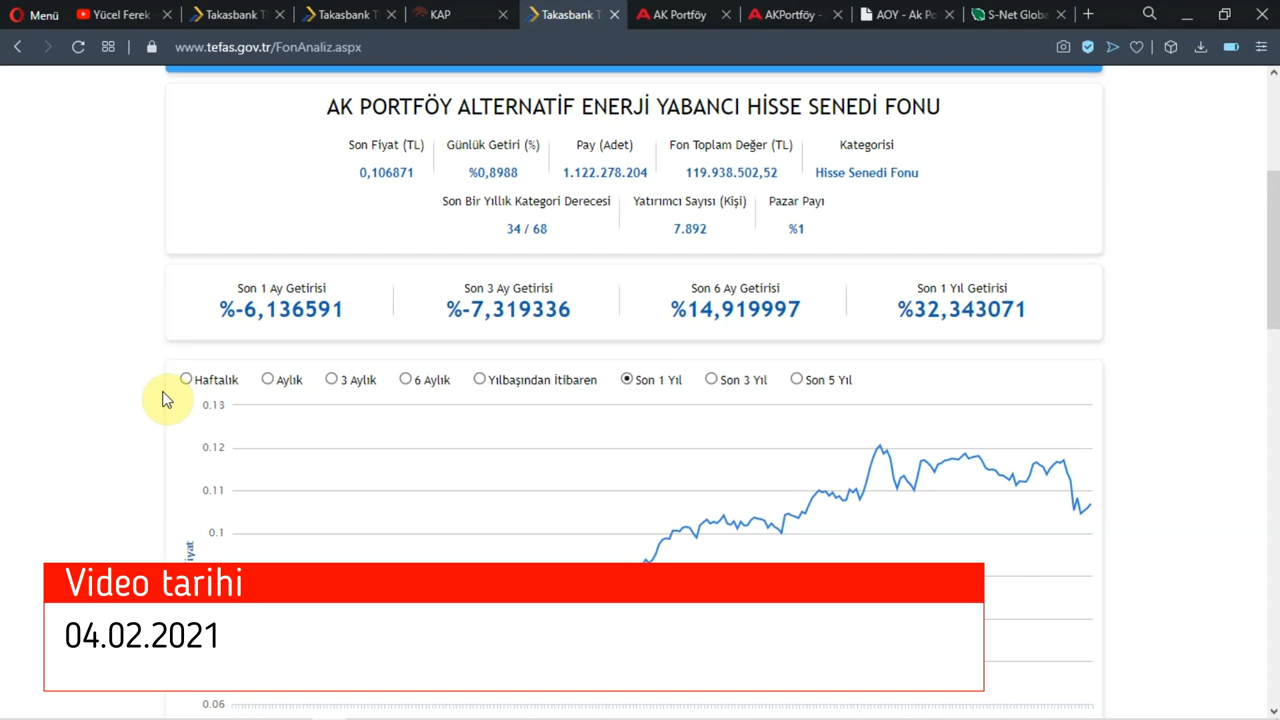 Menü
Yücel Ferek
Takasbank T
Takasbank T
KAP
Takasbank T
AK Portföy
AKPortföy -
AOY - Ak Po
S-Net Globa
www.tefas.gov.tr/FonAnaliz.aspx
AK PORTFÖY ALTERNATİF ENERJİ YABANCI HİSSE SENEDİ FONU
Son Fiyat (TL) Günlük Getiri (%) Pay (Adet) Fon Toplam Değer (TL) Kategorisi
0,106871 %0,8988 1.122.278.204 119.938.502,52 Hisse Senedi Fonu
Son Bir Yıllık Kategori Derecesi Yatırımcı Sayısı (Kişi) Pazar Payı
34 / 68 7.892 %1
Son 1 Ay Getirisi Son 3 Ay Getirisi Son 6 Ay Getirisi Son 1 Yıl Getirisi
%-6,136591 %-7,319336 %14,919997 %32,343071
Haftalık Aylık 3 Aylık 6 Aylık Yılbaşından İtibaren Son 1 Yıl Son 3 Yıl Son 5 Yıl
0.13
0.12
0.11
0.1
Video tarihi
04.02.2021
0.06